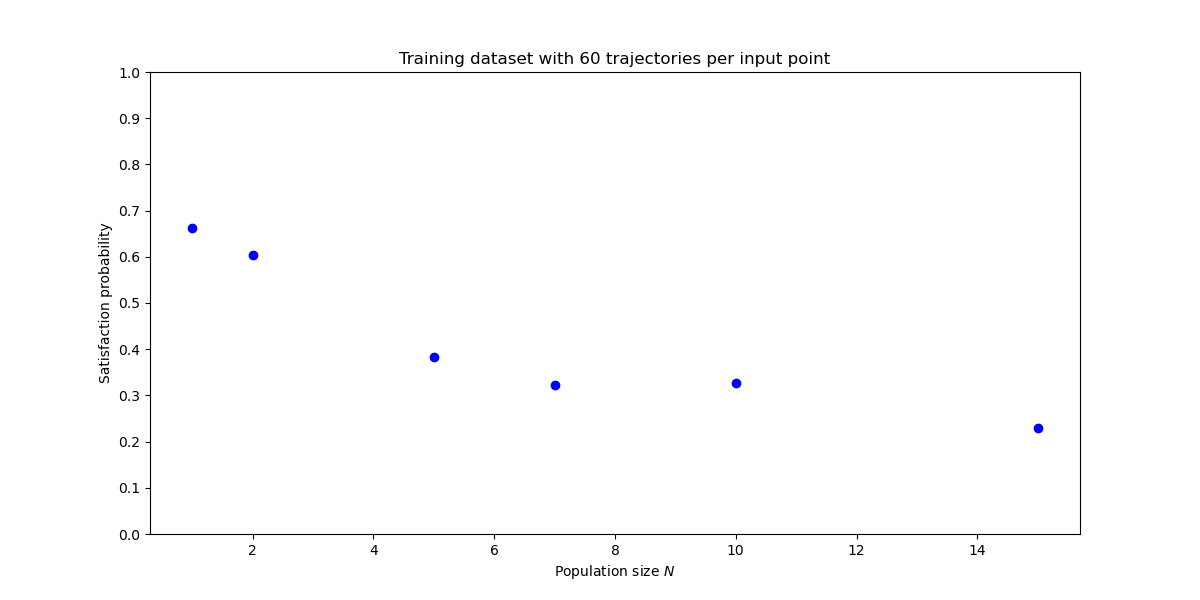 Training dataset with 60 trajectories per input point
1.0
0.9
0.8
0.7
0.6
0.5
0.4
0.3
0.2
0.1
0.0
Satisfaction probability
2 4 6 8 10 12 14
Population size N